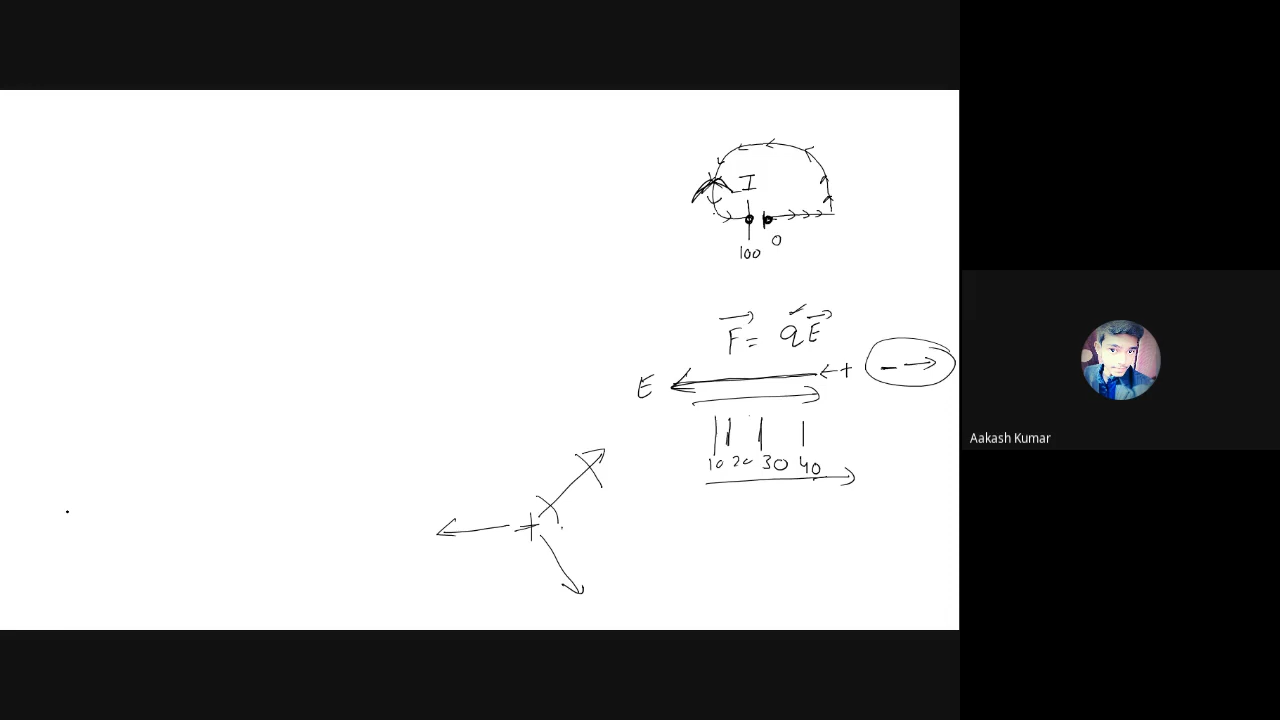 I
100 0
F = qE
E ← + - →
10 20 30 40
+
Aakash Kumar